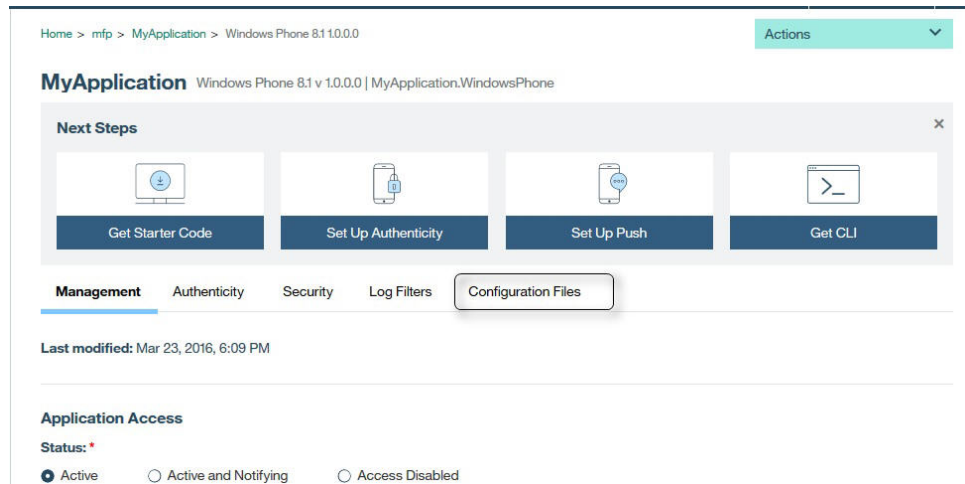 Home > mfp > MyApplication > Windows Phone 8.1 1.0.0.0
Actions
MyApplication Windows Phone 8.1 v 1.0.0.0 | MyApplication.WindowsPhone
Next Steps
Get Starter Code Set Up Authenticity Set Up Push Get CLI
Management Authenticity Security Log Filters Configuration Files
Last modified: Mar 23, 2016, 6:09 PM
Application Access
Status: *
Active Active and Notifying Access Disabled